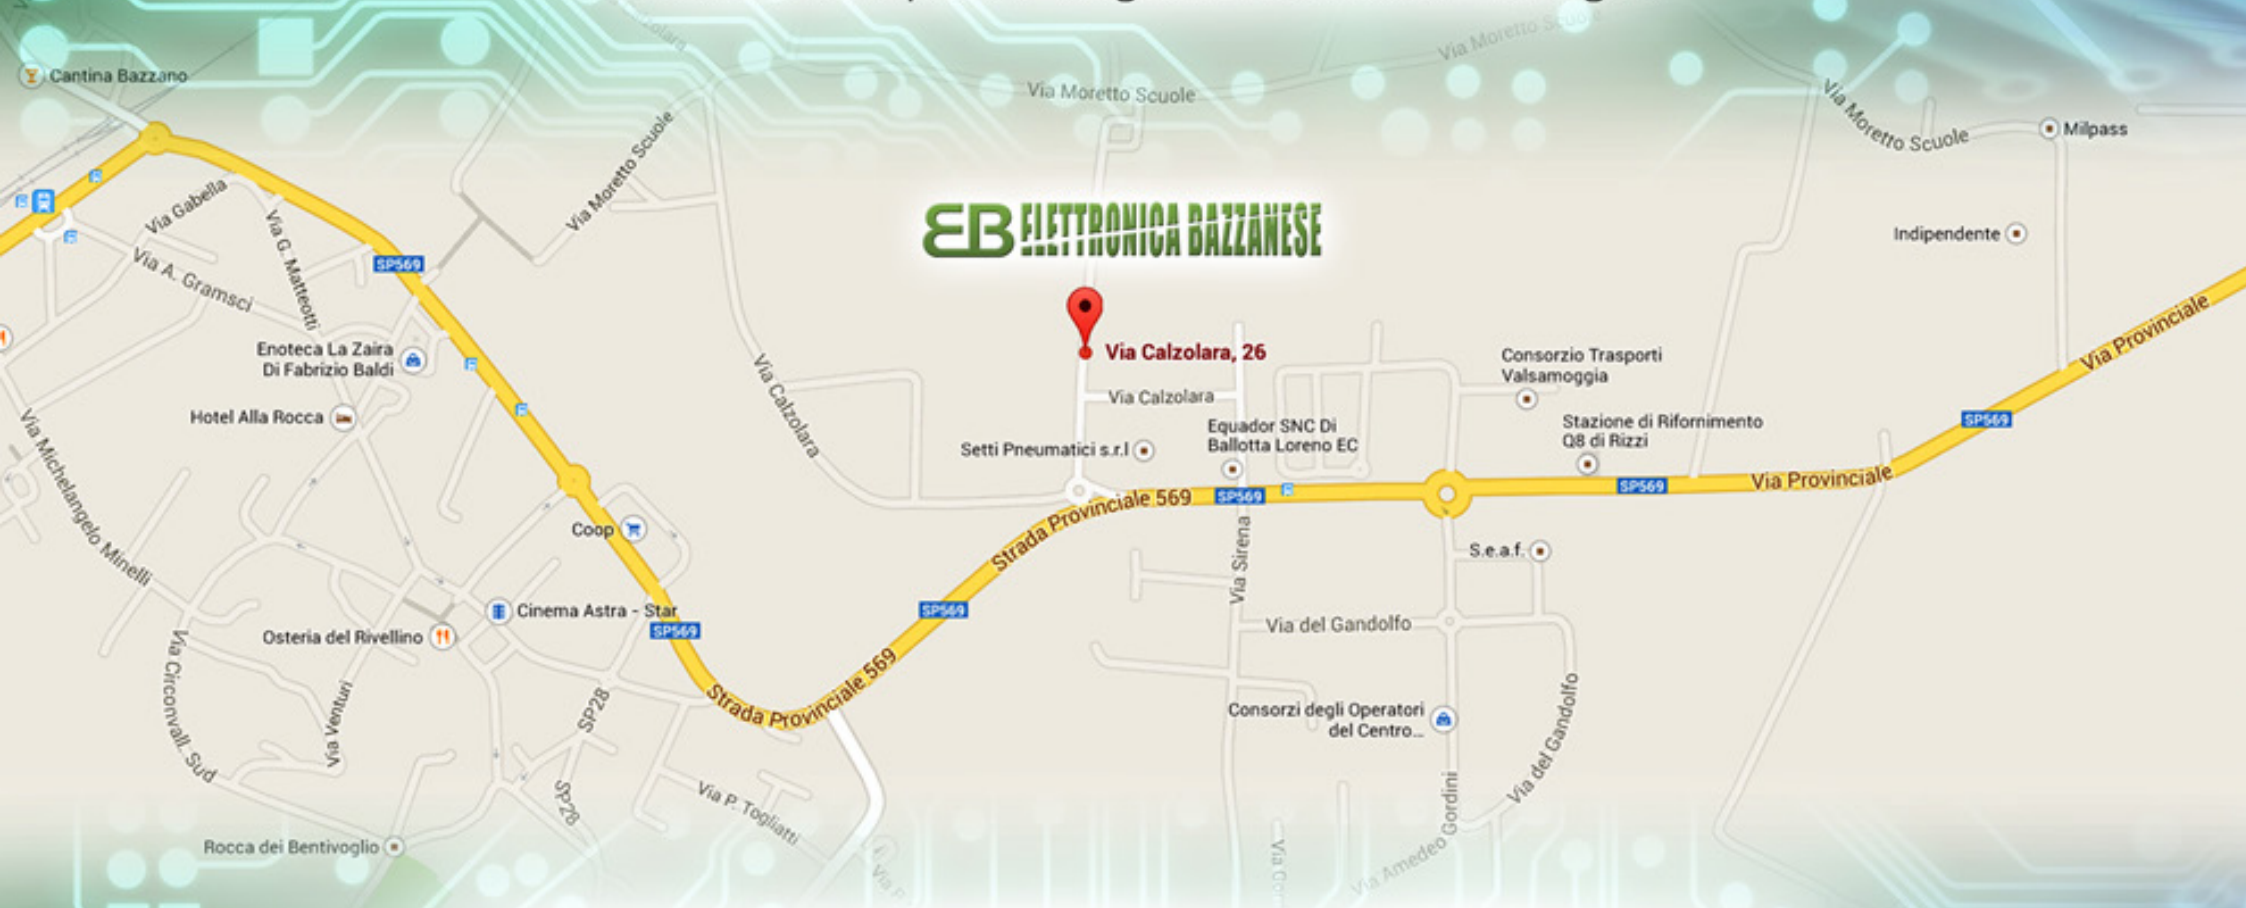 Calzolara
Via Moretto Scuole
Cantina Bazzano
Via Moretto Scuole
Via Moretto Scuole
Milpass
Via Moretto Scuole
Via Gabella
Via G. Matteotti
EB ELETTRONICA BAZZANESE
Indipendente
Via A. Gramsci
SP569
Via Provinciale
Enoteca La Zaira
Di Fabrizio Baldi
Via Calzolara, 26
Consorzio Trasporti
Valsamoggia
Via Calzolara
Via Calzolara
Hotel Alla Rocca
SP569
Equador SNC Di
Ballotta Loreno EC
Stazione di Rifornimento
Q8 di Rizzi
Setti Pneumatici s.r.l
Via Michelangelo Minelli
Via Provinciale
SP569
SP569
Strada Provinciale 569
Coop
Via Sirena
S.e.a.f.
Cinema Astra - Star
SP569
SP569
Osteria del Rivellino
Via del Gandolfo
Via Circonvall. Sud
Strada Provinciale 569
Via Venturi
SP28
Consorzi degli Operatori
del Centro...
Via del Gandolfo
SP28
Via P. Togliatti
Rocca dei Bentivoglio
Via Amedeo Gordini
Via P.